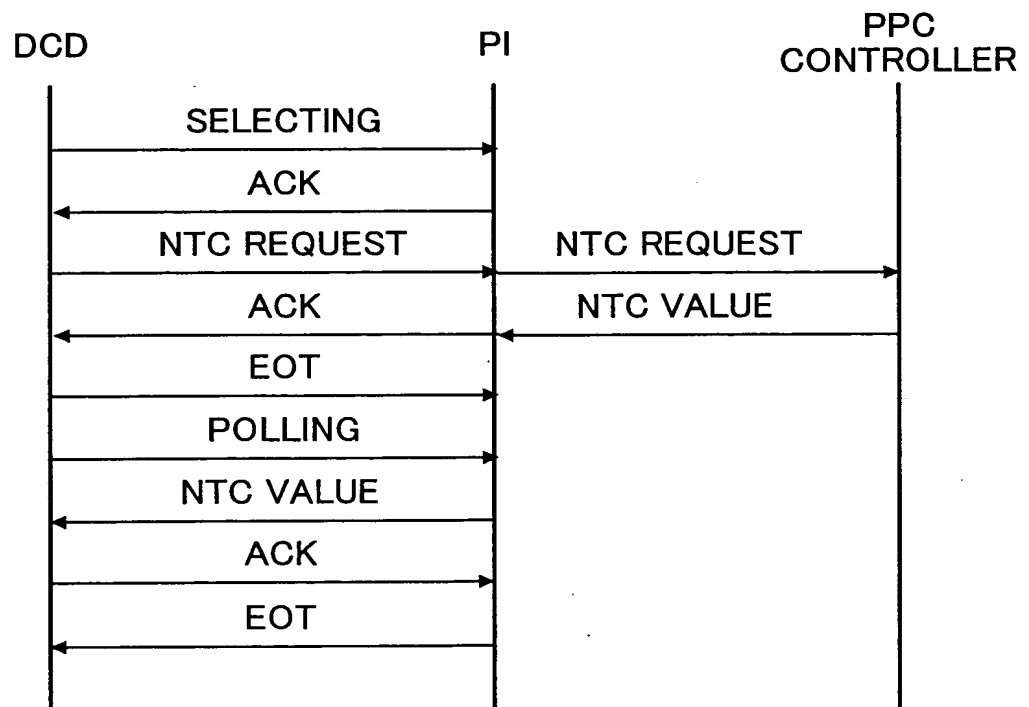 DCD
PI
PPC
CONTROLLER
SELECTING
ACK
NTC REQUEST
NTC REQUEST
ACK
NTC VALUE
EOT
POLLING
NTC VALUE
ACK
EOT